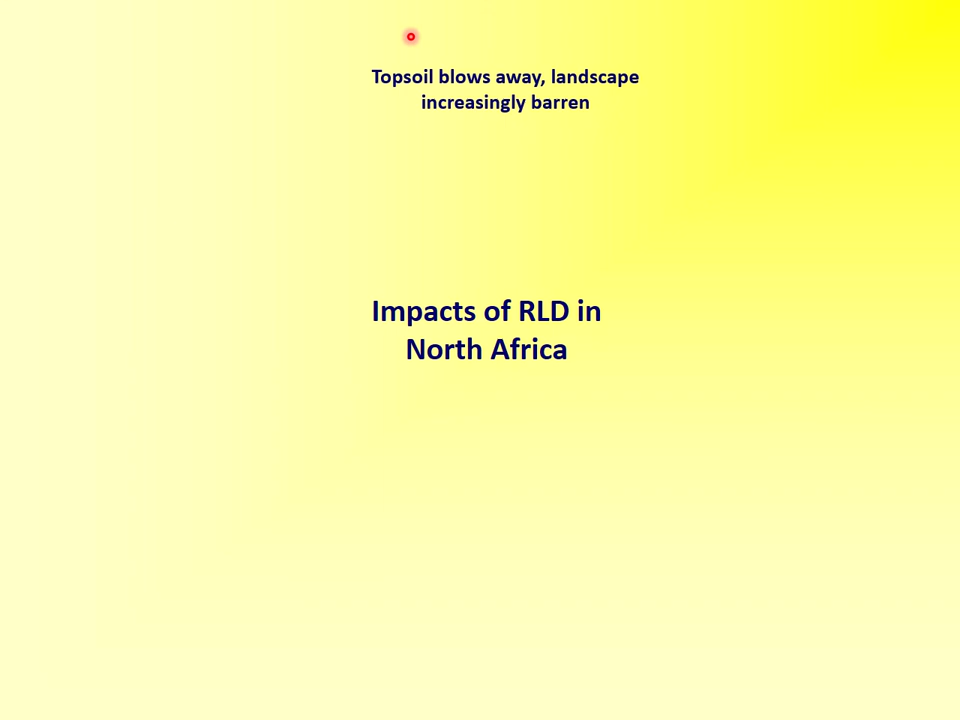 Topsoil blows away, landscape
increasingly barren
Impacts of RLD in
North Africa